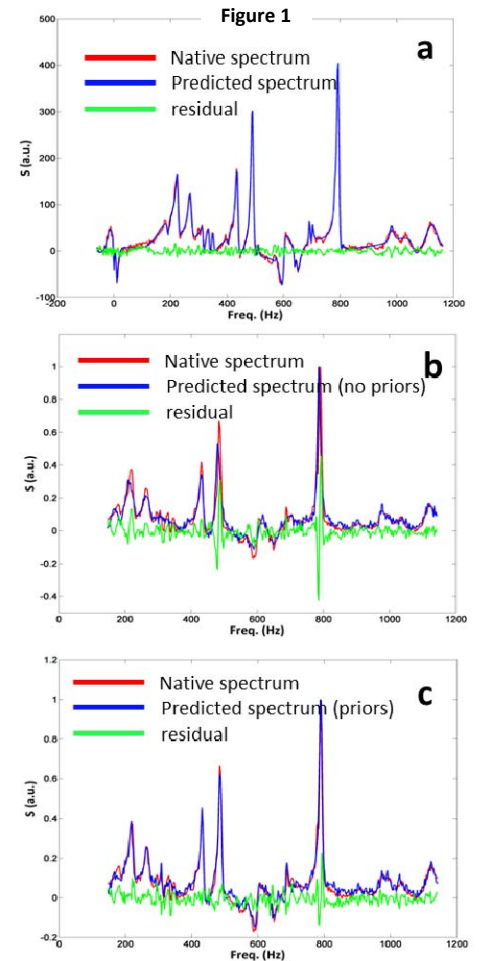 Figure 1
500
400
300
200
100
0
-100
-200
0
200
400
600
800
1000
1200
S (a.u.)
Freq. (Hz)
a
Native spectrum
Predicted spectrum
residual
1
0.8
0.6
0.4
0.2
0
-0.2
-0.4
0
200
400
600
800
1000
1200
S (a.u.)
Freq. (Hz)
b
Native spectrum
Predicted spectrum (no priors)
residual
1.2
1
0.8
0.6
0.4
0.2
0
-0.2
0
200
400
600
800
1000
1200
S (a.u.)
Freq. (Hz)
c
Native spectrum
Predicted spectrum (priors)
residual